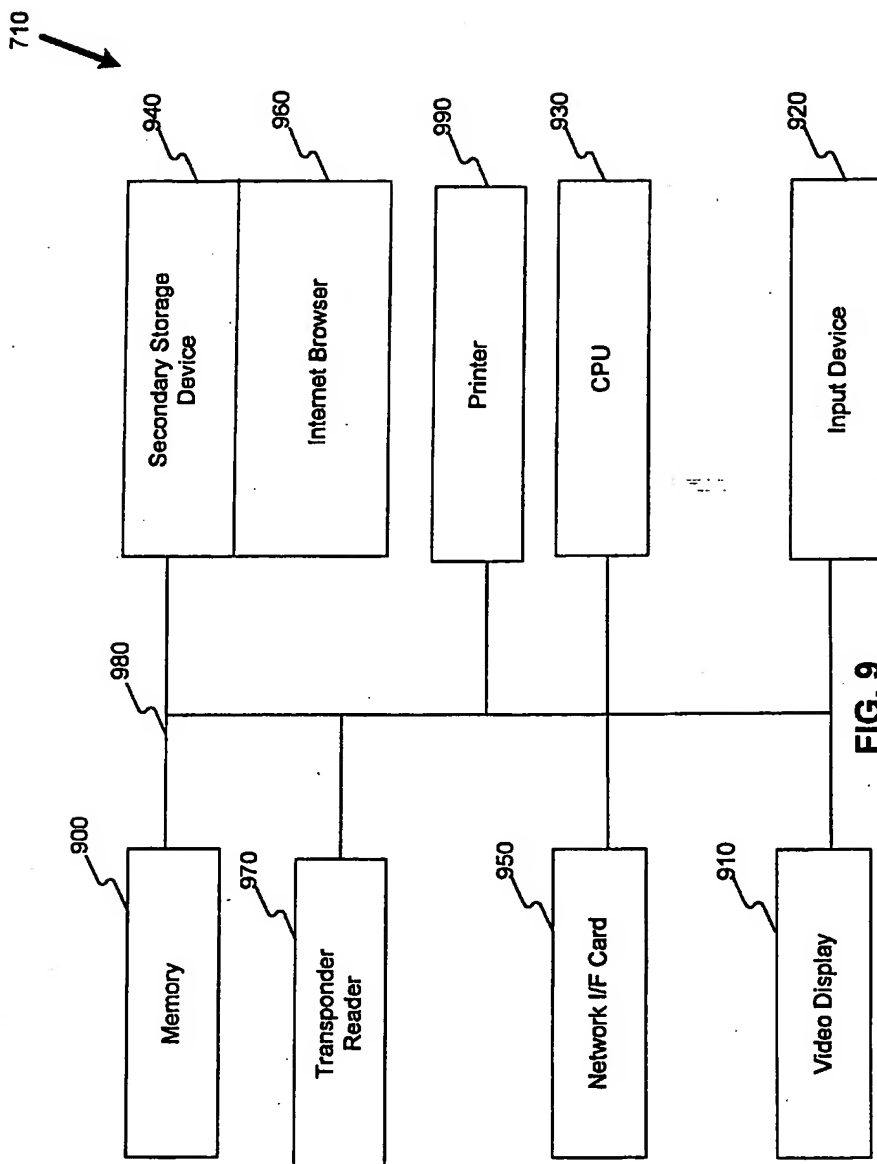 710
900
Memory
970
Transponder
Reader
950
Network I/F Card
910
Video Display
980
940
Secondary Storage
Device
960
Internet Browser
990
Printer
930
CPU
920
Input Device
FIG. 9